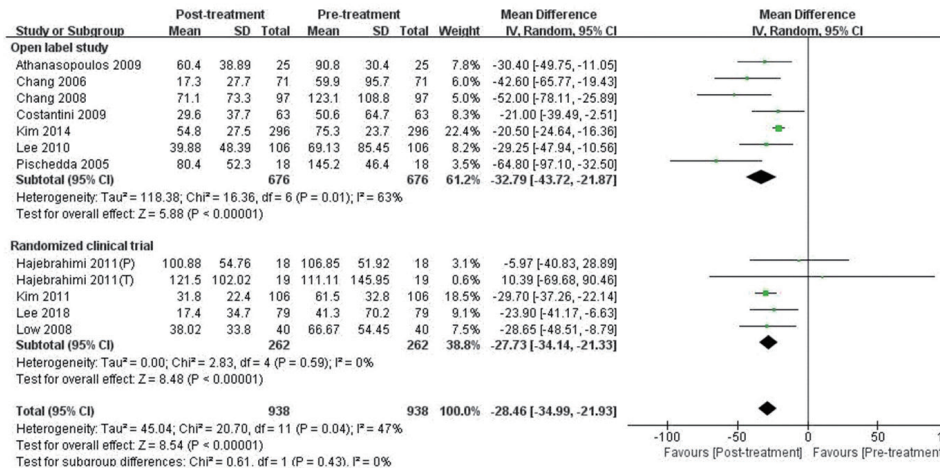 Post-treatment Pre-treatment Mean Difference Mean Difference
Study or Subgroup Mean SD Total Mean SD Total Weight IV, Random, 95% CI IV, Random, 95% CI
Open label study
Athanasopoulos 2009 60.4 38.89 25 90.8 30.4 25 7.8% -30.40 [-49.75, -11.05]
Chang 2006 17.3 27.7 71 59.9 95.7 71 6.0% -42.60 [-65.77, -19.43]
Chang 2008 71.1 73.3 97 123.1 108.8 97 5.0% -52.00 [-78.11, -25.89]
Costantini 2009 29.6 37.7 63 50.6 64.7 63 8.3% -21.00 [-39.49, -2.51]
Kim 2014 54.8 27.5 296 75.3 23.7 296 22.4% -20.50 [-24.64, -16.36]
Lee 2010 39.88 48.39 106 69.13 85.45 106 8.2% -29.25 [-47.94, -10.56]
Pischedda 2005 80.4 52.3 18 145.2 46.4 18 3.5% -64.80 [-97.10, -32.50]
Subtotal (95% CI) 676 676 61.2% -32.79 [-43.72, -21.87]
Heterogeneity: Tau² = 118.38; Chi² = 16.36, df = 6 (P = 0.01); I² = 63%
Test for overall effect: Z = 5.88 (P < 0.00001)
Randomized clinical trial
Hajebrahimi 2011(P) 100.88 54.76 18 106.85 51.92 18 3.1% -5.97 [-40.83, 28.89]
Hajebrahimi 2011(T) 121.5 102.02 19 111.11 145.95 19 0.7% 10.39 [-69.68, 90.46]
Kim 2011 31.8 22.4 106 61.5 32.8 106 18.5% -29.70 [-37.26, -22.14]
Lee 2018 17.4 34.7 79 41.3 70.2 79 9.1% -23.90 [-41.17, -6.63]
Low 2008 38.02 33.8 40 66.67 54.45 40 7.5% -28.65 [-48.51, -8.79]
Subtotal (95% CI) 262 262 38.8% -27.73 [-34.14, -21.33]
Heterogeneity: Tau² = 0.00; Chi² = 2.83, df = 4 (P = 0.59); I² = 0%
Test for overall effect: Z = 8.48 (P < 0.00001)
Total (95% CI) 938 938 100.0% -28.46 [-34.99, -21.93]
Heterogeneity: Tau² = 45.04; Chi² = 20.70, df = 11 (P = 0.04); I² = 47%
Test for overall effect: Z = 8.54 (P < 0.00001)
Test for subgroup differences: Chi² = 0.61, df = 1 (P = 0.43), I² = 0%
-100 -50 0 50
Favours [Post-treatment] Favours [Pre-treatment]